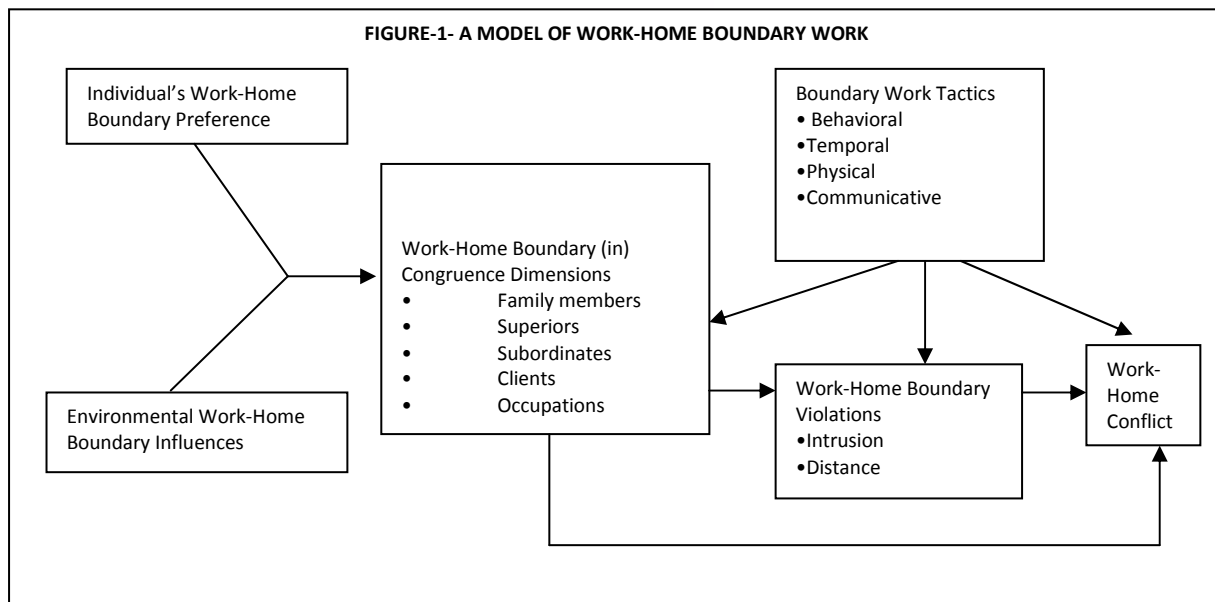 FIGURE-1- A MODEL OF WORK-HOME BOUNDARY WORK
Individual’s Work-Home
Boundary Preference
Environmental Work-Home
Boundary Influences
Work-Home Boundary (in)
Congruence Dimensions
• Family members
• Superiors
• Subordinates
• Clients
• Occupations
Boundary Work Tactics
• Behavioral
•Temporal
•Physical
•Communicative
Work-Home Boundary
Violations
•Intrusion
•Distance
Work-
Home
Conflict